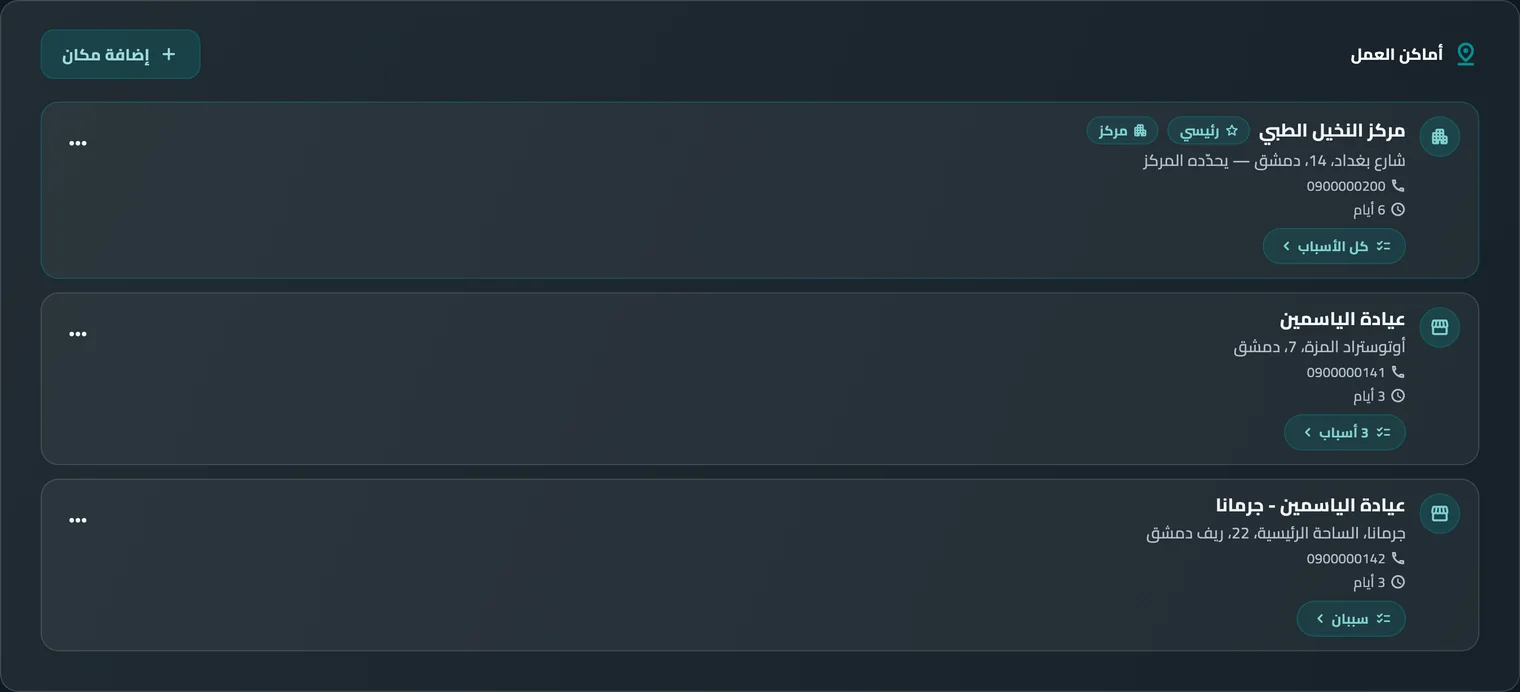 أماكن العمل
+ إضافة مكان
مركز النخيل الطبي رئيسي مركز
شارع بغداد، 14، دمشق — يحدّده المركز
0900000200
6 أيام
كل الأسباب
عيادة الياسمين
أوتوستراد المزة، 7، دمشق
0900000141
3 أيام
3 أسباب
عيادة الياسمين - جرمانا
جرمانا، الساحة الرئيسية، 22، ريف دمشق
0900000142
3 أيام
سببان